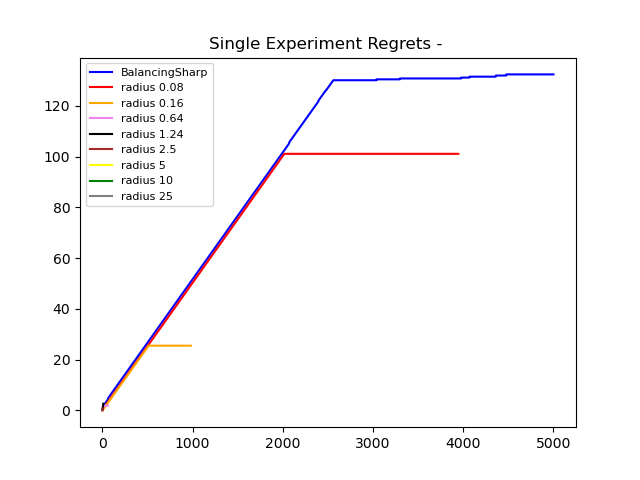 Single Experiment Regrets -
BalancingSharp
radius 0.08
radius 0.16
radius 0.64
radius 1.24
radius 2.5
radius 5
radius 10
radius 25
120
100
80
60
40
20
0
0 1000 2000 3000 4000 5000